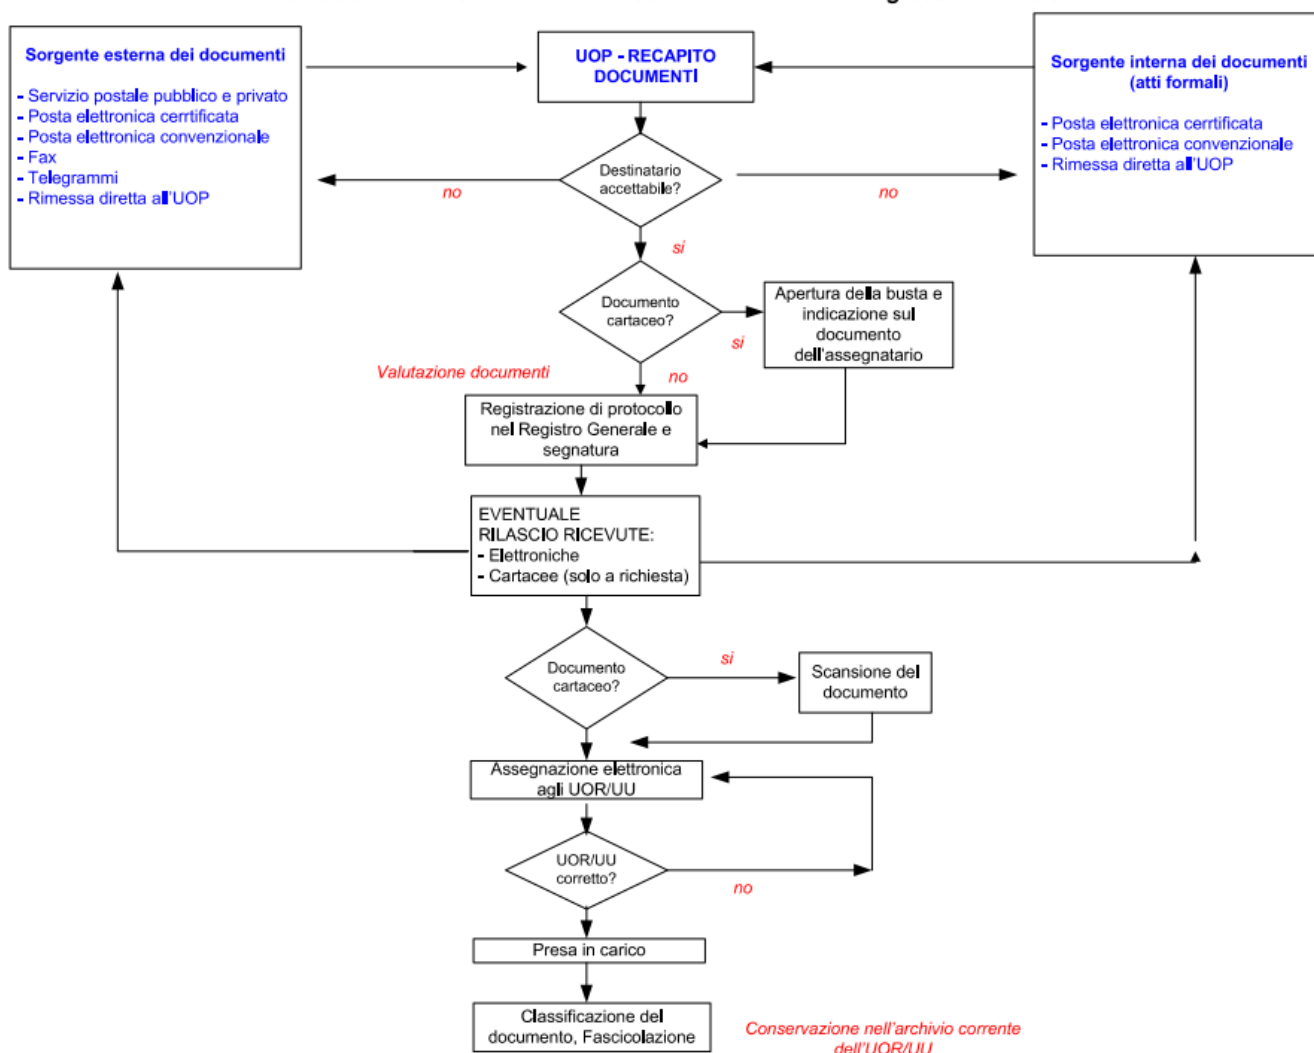 Sorgente esterna dei documenti
- Servizio postale pubblico e privato
- Posta elettronica cerrtificata
- Posta elettronica convenzionale
- Fax
- Telegrammi
- Rimessa diretta all'UOP
UOP - RECAPITO
DOCUMENTI
Sorgente interna dei documenti
(atti formali)
- Posta elettronica cerrtificata
- Posta elettronica convenzionale
- Rimessa diretta all'UOP
Destinatario
accettabile?
no
no
si
Documento
cartaceo?
si
Apertura della busta e
indicazione sul
documento
dell'assegnatario
Valutazione documenti
no
Registrazione di protocollo
nel Registro Generale e
segnatura
EVENTUALE
RILASCIO RICEVUTE:
- Elettroniche
- Cartacee (solo a richiesta)
Documento
cartaceo?
si
Scansione del
documento
Assegnazione elettronica
agli UOR/UU
UOR/UU
corretto?
no
Presa in carico
Classificazione del
documento, Fascicolazione
Conservazione nell'archivio corrente
dell'UOR/UU